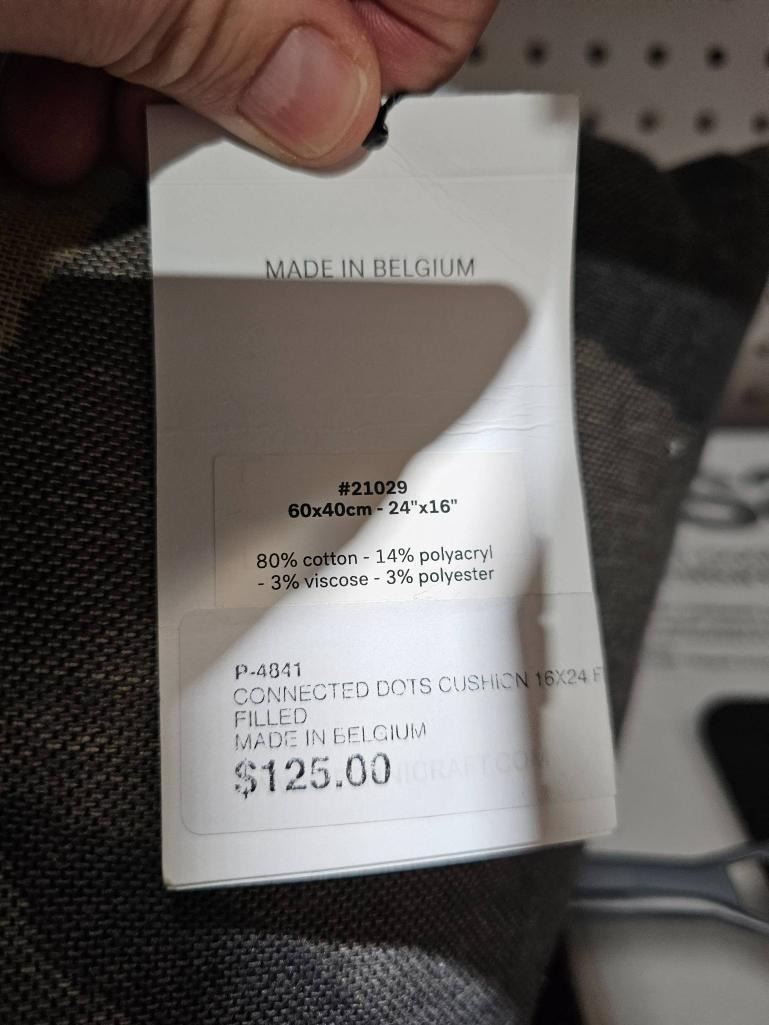 MADE IN BELGIUM
#21029
60x40cm - 24"x16"
80% cotton - 14% polyacryl
- 3% viscose - 3% polyester
P-4841
CONNECTED DOTS CUSHION 16X24 F
FILLED
MADE IN BELGIUM
$125.00